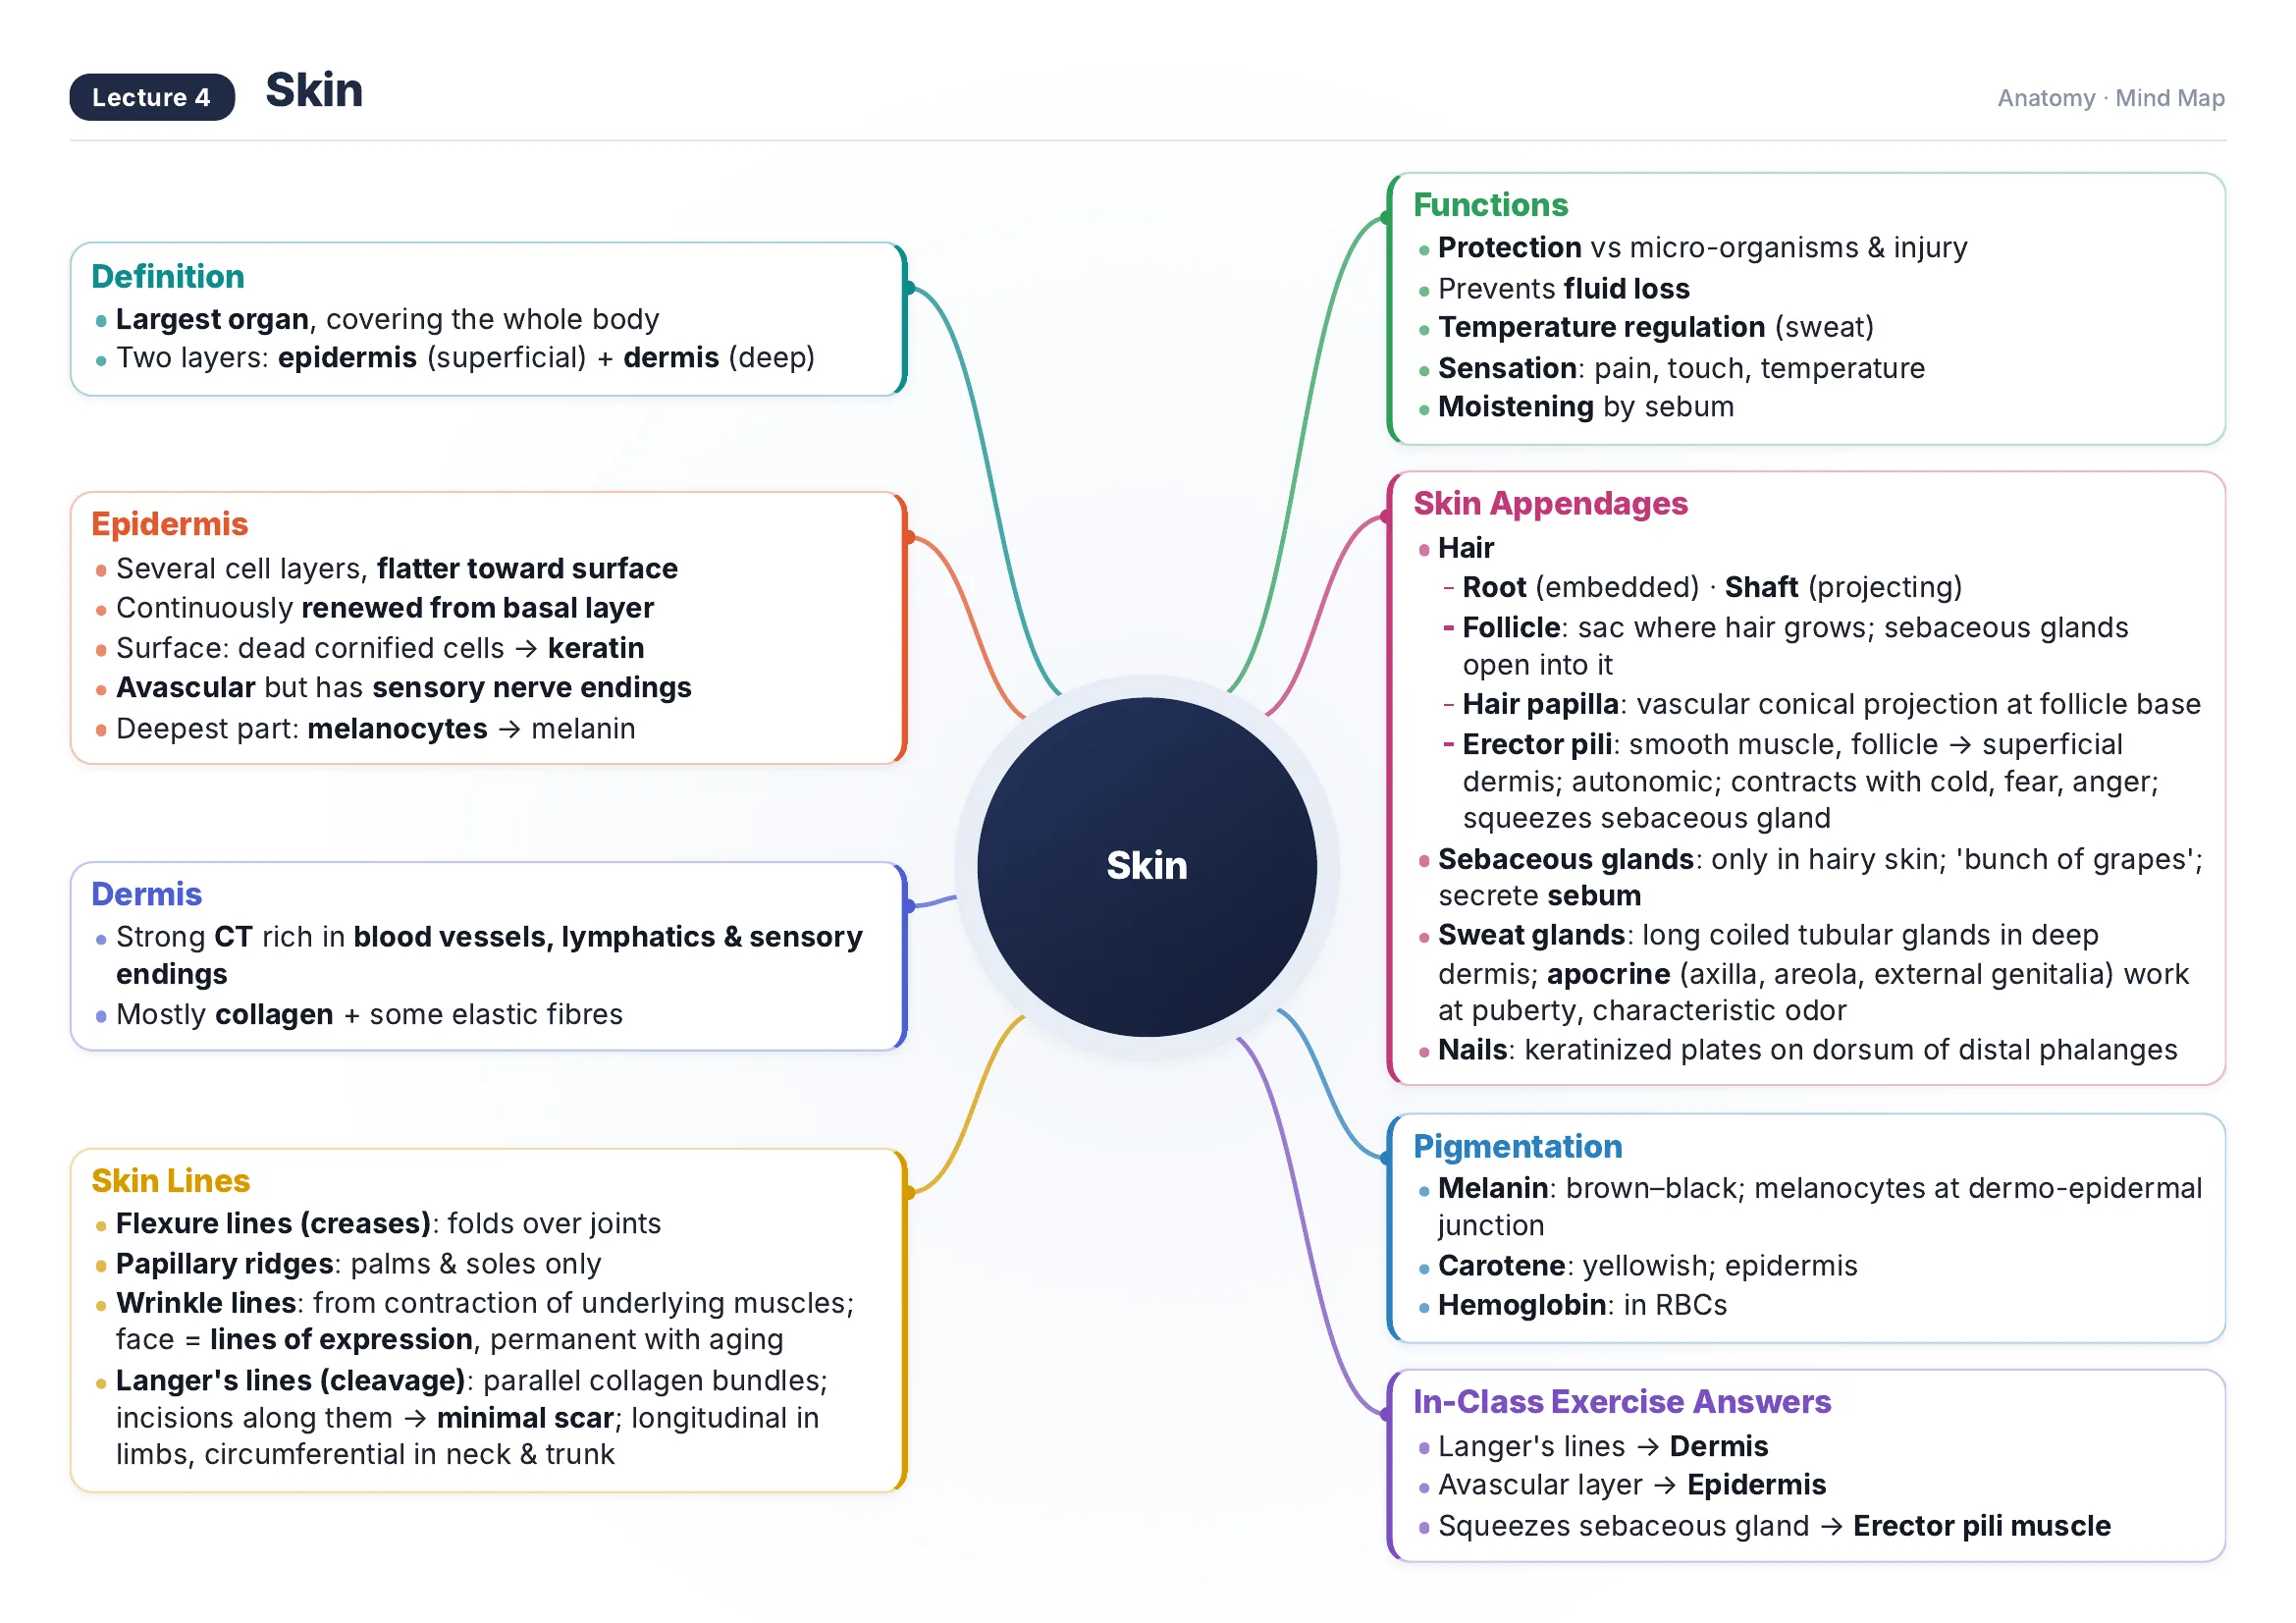 Lecture 4
Skin
Anatomy · Mind Map
Definition
• Largest organ, covering the whole body
• Two layers: epidermis (superficial) + dermis (deep)
Epidermis
• Several cell layers, flatter toward surface
• Continuously renewed from basal layer
• Surface: dead cornified cells → keratin
• Avascular but has sensory nerve endings
• Deepest part: melanocytes → melanin
Dermis
• Strong CT rich in blood vessels, lymphatics & sensory
endings
• Mostly collagen + some elastic fibres
Skin Lines
• Flexure lines (creases): folds over joints
• Papillary ridges: palms & soles only
• Wrinkle lines: from contraction of underlying muscles;
face = lines of expression, permanent with aging
• Langer's lines (cleavage): parallel collagen bundles;
incisions along them → minimal scar; longitudinal in
limbs, circumferential in neck & trunk
Skin
Functions
• Protection vs micro-organisms & injury
• Prevents fluid loss
• Temperature regulation (sweat)
• Sensation: pain, touch, temperature
• Moistening by sebum
Skin Appendages
• Hair
- Root (embedded) · Shaft (projecting)
- Follicle: sac where hair grows; sebaceous glands
open into it
- Hair papilla: vascular conical projection at follicle base
- Erector pili: smooth muscle, follicle → superficial
dermis; autonomic; contracts with cold, fear, anger;
squeezes sebaceous gland
• Sebaceous glands: only in hairy skin; 'bunch of grapes';
secrete sebum
• Sweat glands: long coiled tubular glands in deep
dermis; apocrine (axilla, areola, external genitalia) work
at puberty, characteristic odor
• Nails: keratinized plates on dorsum of distal phalanges
Pigmentation
• Melanin: brown–black; melanocytes at dermo-epidermal
junction
• Carotene: yellowish; epidermis
• Hemoglobin: in RBCs
In-Class Exercise Answers
• Langer's lines → Dermis
• Avascular layer → Epidermis
• Squeezes sebaceous gland → Erector pili muscle